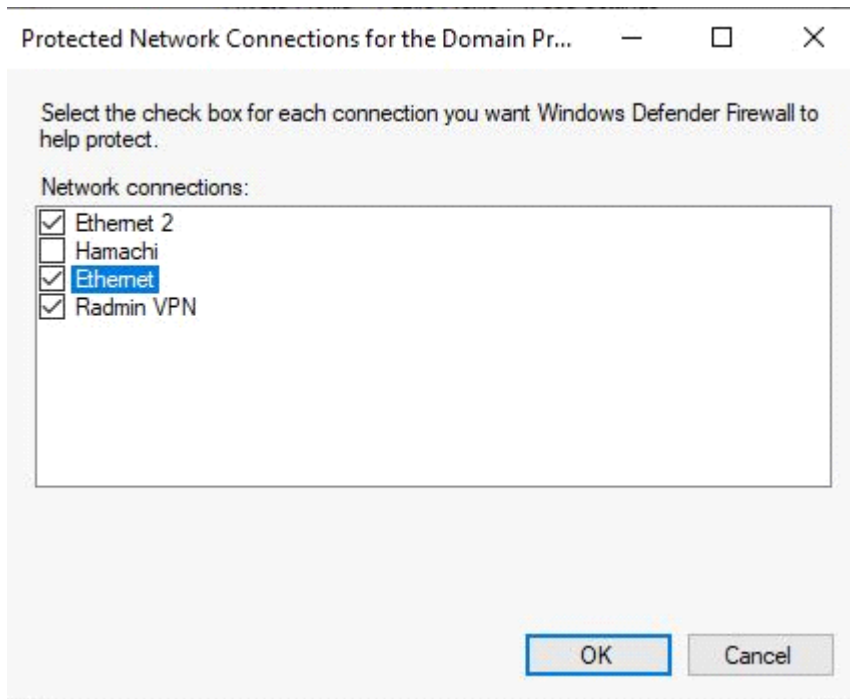 Protected Network Connections for the Domain Pr...
Select the check box for each connection you want Windows Defender Firewall to
help protect.
Network connections:
Ethernet 2
Hamachi
Ethernet
Radmin VPN
OK
Cancel